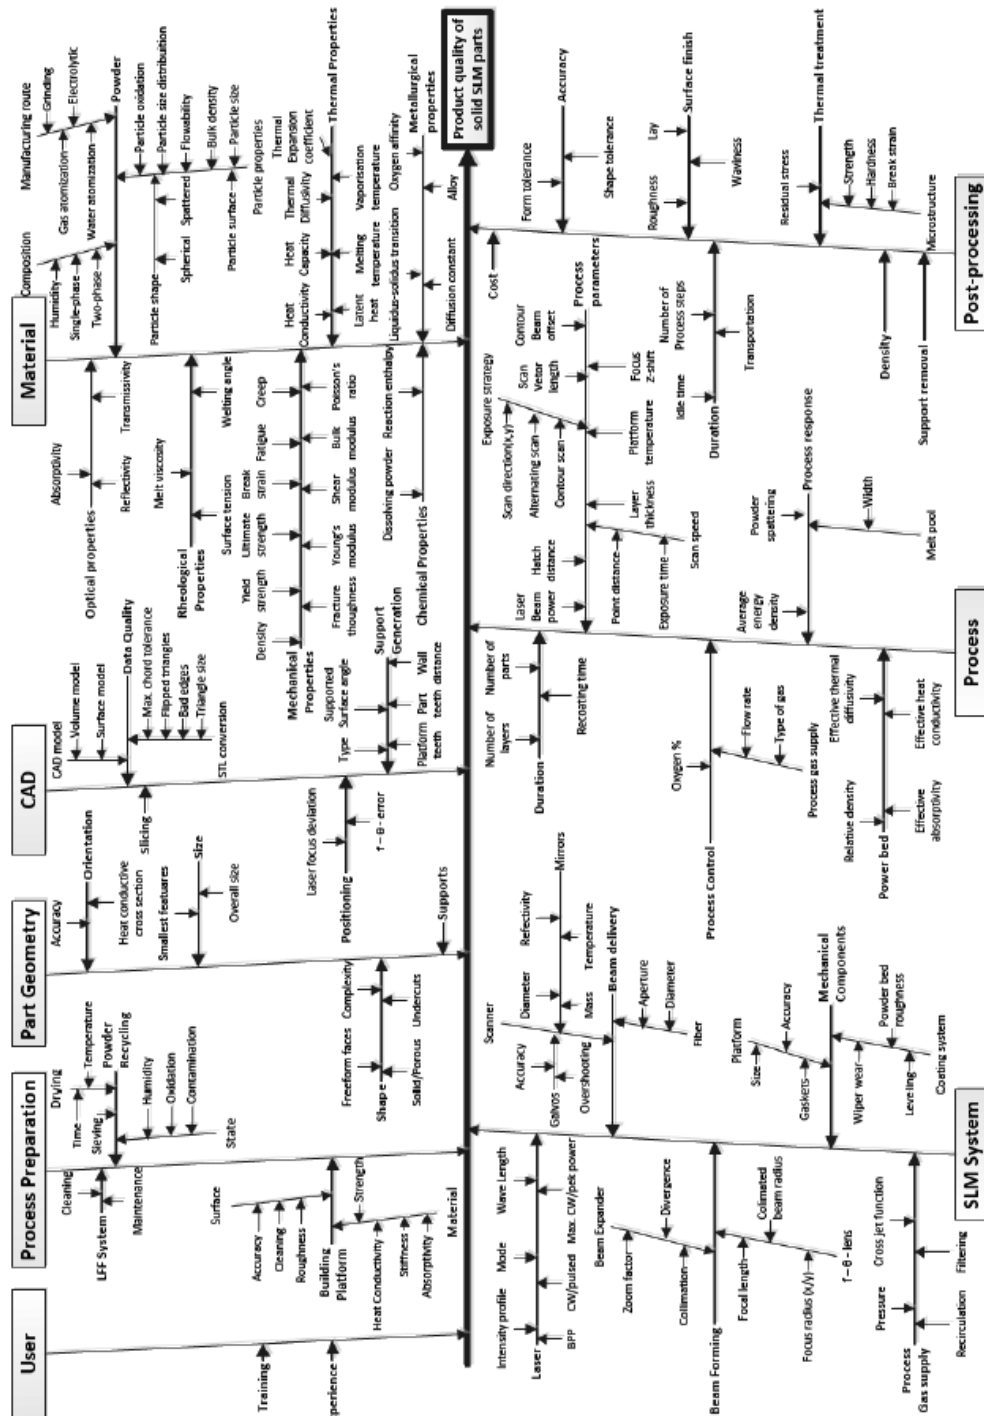 User
Training
perience
Process Preparation
Cleaning
LFF System
Maintenance
Drying
Time
Temperature
Sieving
Powder
Recycling
Humidity
Oxidation
Contamination
State
Surface
Accuracy
Cleaning
Roughness
Building
Platform
Strength
Heat Conductivity
Stiffness
Absorptivity
Material
Part Geometry
Accuracy
Orientation
Heat conductive
cross section
Smallest featuares
Size
Overall size
Freeform faces
Complexity
Shape
Solid/Porous
Undercuts
Supports
CAD
CAD model
Volume model
Surface model
Data Quality
Max. chord tolerance
Flipped triangles
Bad edges
Triangle size
STL conversion
Slicing
Laser focus deviation
Positioning
f - θ - error
Type
Supported
Surface angle
Support
Generation
Platform
teeth
Part
teeth
Wall
distance
Material
Composition
Humidity
Single-phase
Two-phase
Manufacturing route
Grinding
Electrolytic
Gas atomization
Water atomization
Powder
Particle oxidation
Particle size distribuition
Flowability
Bulk density
Particle size
Particle properties
Particle shape
Spherical
Spattered
Particle surface
Absorptivity
Optical properties
Reflectivity
Transmissivity
Melt viscosity
Rheological
Properties
Surface tension
Welting angle
Heat
Conductivity
Heat
Capacity
Thermal
Diffusivity
Thermal
Expansion
coefficient
Thermal Properties
Latent
heat
Melting
temperature
Vaporisation
temperature
Density
Yield
strength
Ultimate
strength
Break
strain
Fatigue
Creep
Mechanical
Properties
Fracture
thoughness
Young's
modulus
Shear
modulus
Bulk
modulus
Poisson's
ratio
Liquidus-solidus transition
Oxygen affinity
Metallurgical
properties
Diffusion constant
Alloy
Dissolving powder
Reaction enthalpy
Chemical Properties
Product quality of
solid SLM parts
SLM System
Intensity profile
Mode
Wave Length
Laser
BPP
CW/pulsed
Max. CW/pek power
Scanner
Accuracy
Galvos
Overshooting
Diameter
Refectivity
Mirrors
Mass
Temperature
Beam delivery
Aperture
Diameter
Fiber
Beam Expander
Zoom factor
Divergence
Collimation
Beam Forming
Focal length
Colimated
beam radius
Focus radius (x/y)
f - θ - lens
Platform
Size
Accuracy
Gaskets
Mechanical
Components
Wiper wear
Powder bed
roughness
Leveling
Coating system
Pressure
Cross jet function
Process
Gas supply
Recirculation
Filtering
Process
Number of
layers
Number of
parts
Duration
Recoating time
Laser
Beam
power
Hatch
distance
Exposure strategy
Scan direction(x,y)
Alternating scan
Contour scan
Scan
Vetor
length
Contour
Beam
offset
Process
parameters
Point distance
Exposure time
Scan speed
Layer
thickness
Platform
temperature
Focus
Z-shift
Oxygen %
Process Control
Flow rate
Type of gas
Process gas supply
Average
energy
density
Powder
spattering
Process response
Width
Melt pool
Relative density
Effective thermal
diffusivity
Power bed
Effective
absorptivity
Effective heat
conductivity
Post-processing
Cost
Form tolerance
Accuracy
Shape tolerance
Roughness
Lay
Surface finish
Waviness
Idle time
Number of
Process steps
Duration
Transportation
Residual stress
Thermal treatment
Strength
Hardness
Break strain
Microstructure
Density
Support removal